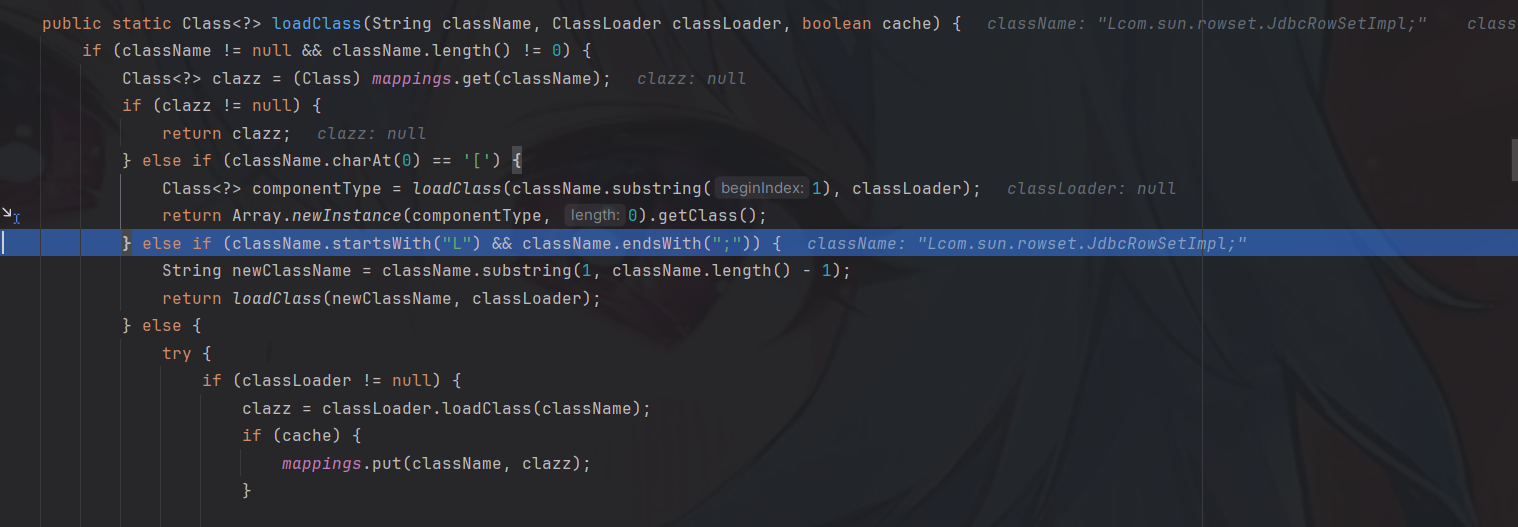 public static Class<?> loadClass(String className, ClassLoader classLoader, boolean cache) {   className: "Lcom.sun.rowset.JdbcRowSetImpl;"    class
if (className != null && className.length() != 0) {
Class<?> clazz = (Class) mappings.get(className);   clazz: null
if (clazz != null) {
return clazz;   clazz: null
} else if (className.charAt(0) == '[') {
Class<?> componentType = loadClass(className.substring( beginIndex: 1), classLoader);   classLoader: null
return Array.newInstance(componentType,  length: 0).getClass();
} else if (className.startsWith("L") && className.endsWith(";")) {   className: "Lcom.sun.rowset.JdbcRowSetImpl;"
String newClassName = className.substring(1, className.length() - 1);
return loadClass(newClassName, classLoader);
} else {
try {
if (classLoader != null) {
clazz = classLoader.loadClass(className);
if (cache) {
mappings.put(className, clazz);
}